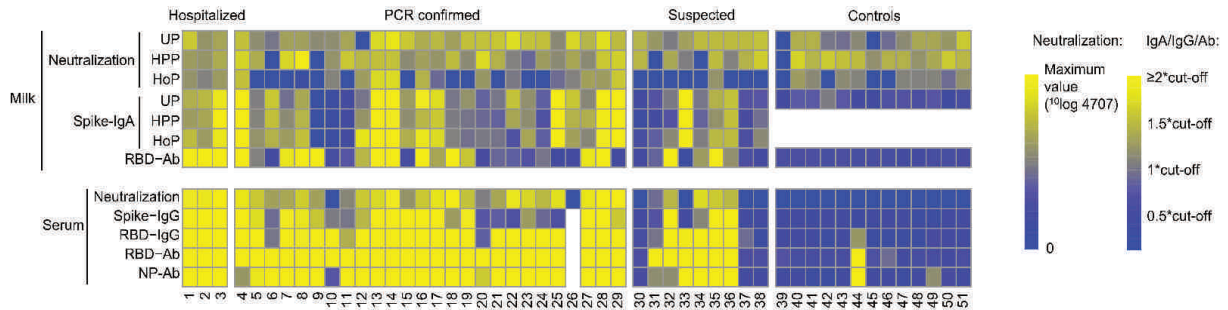 Hospitalized PCR confirmed Suspected Controls
Neutralization: IgA/IgG/Ab:
Milk
Neutralization
UP
HPP
HoP
Spike-IgA
UP
HPP
HoP
RBD-Ab
Maximum
value
(¹⁰log 4707)
0
≥2*cut-off
1.5*cut-off
1*cut-off
0.5*cut-off
Serum
Neutralization
Spike-IgG
RBD-IgG
RBD-Ab
NP-Ab
1 2 3 4 5 6 7 8 9 10 11 12 13 14 15 16 17 18 19 20 21 22 23 24 25 26 27 28 29 30 31 32 33 34 35 36 37 38 39 40 41 42 43 44 45 46 47 48 49 50 51